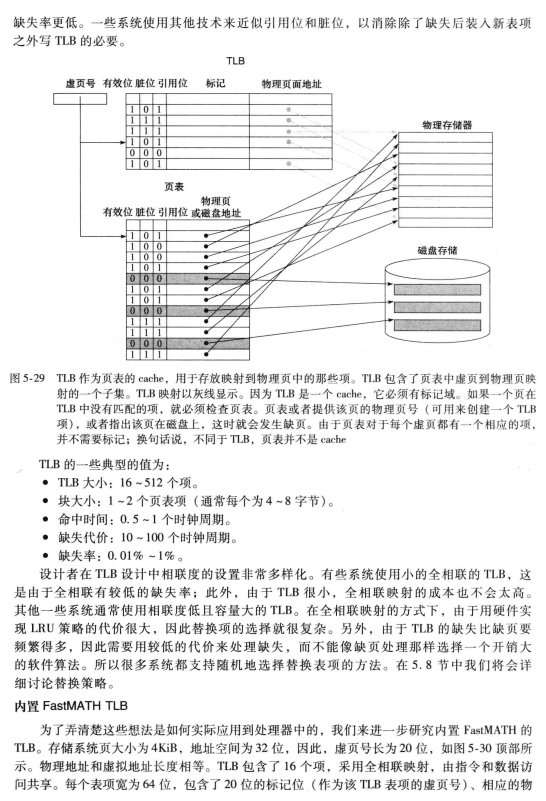 缺失率更低。一些系统使用其他技术来近似引用位和脏位，以消除除了缺失后装入新表项
之外写 TLB 的必要。
TLB
虚页号 有效位 脏位 引用位 标记 物理页面地址
1 0 1
1 1 1
1 1 1
1 0 1
0 0 0
1 0 1
物理存储器
页表
有效位 脏位 引用位 物理页
或磁盘地址
1 0 1
1 0 0
1 0 0
1 0 1
0 0 0
1 0 1
1 0 1
0 0 0
1 1 1
1 1 1
0 0 0
1 1 1
磁盘存储
图 5-29 TLB 作为页表的 cache，用于存放映射到物理页中的那些项。TLB 包含了页表中虚页到物理页映
射的一个子集。TLB 映射以灰线显示。因为 TLB 是一个 cache，它必须有标记域。如果一个页在
TLB 中没有匹配的项，就必须检查页表。页表或者提供该页的物理页号（可用来创建一个 TLB
项），或者指出该页在磁盘上，这时就会发生缺页。由于页表对于每个虚页都有一个相应的项，
并不需要标记；换句话说，不同于 TLB，页表并不是 cache
TLB 的一些典型的值为：
● TLB 大小：16 ~ 512 个项。
● 块大小：1 ~ 2 个页表项（通常每个为 4 ~ 8 字节）。
● 命中时间：0.5 ~ 1 个时钟周期。
● 缺失代价：10 ~ 100 个时钟周期。
● 缺失率：0.01% ~ 1%。
设计者在 TLB 设计中相联度的设置非常多样化。有些系统使用小的全相联的 TLB，这
是由于全相联有较低的缺失率；此外，由于 TLB 很小，全相联映射的成本也不会太高。
其他一些系统通常使用相联度低且容量大的 TLB。在全相联映射的方式下，由于用硬件实
现 LRU 策略的代价很大，因此替换项的选择就很复杂。另外，由于 TLB 的缺失比缺页要
频繁得多，因此需要用较低的代价来处理缺失，而不能像缺页处理那样选择一个开销大
的软件算法。所以很多系统都支持随机地选择替换表项的方法。在 5.8 节中我们将会详
细讨论替换策略。
内置 FastMATH TLB
为了弄清楚这些想法是如何实际应用到处理器中的，我们来进一步研究内置 FastMATH 的
TLB。存储系统页大小为 4KiB，地址空间为 32 位，因此，虚页号长为 20 位，如图 5-30 顶部所
示。物理地址和虚拟地址长度相等。TLB 包含了 16 个项，采用全相联映射，由指令和数据访
问共享。每个表项宽为 64 位，包含了 20 位的标记位（作为该 TLB 表项的虚页号）、相应的物